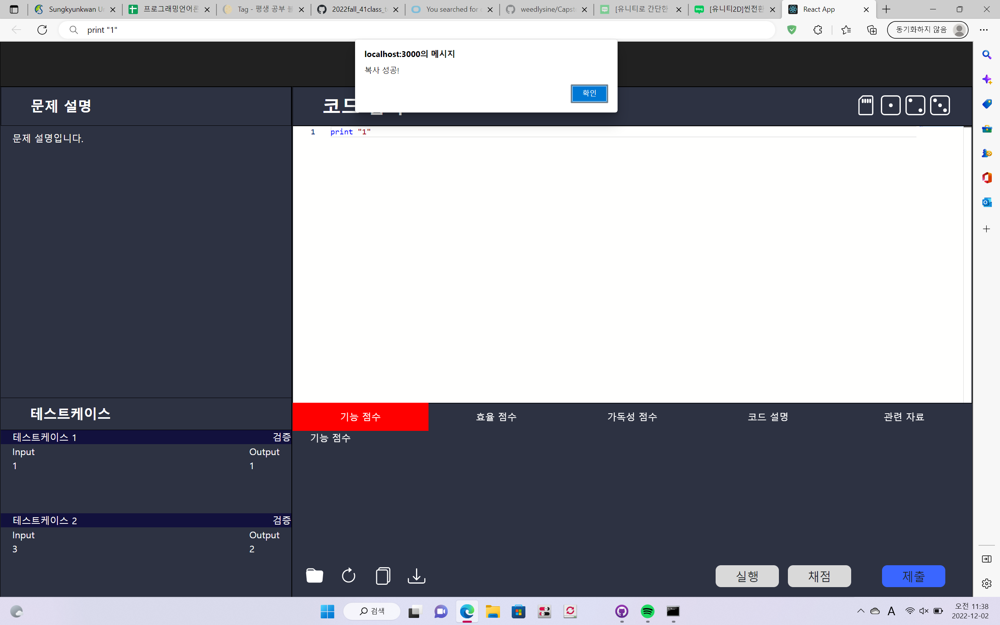 Sungkyunkwan Un
프로그래밍언어론
Tag - 평생 공부 블
2022fall_41class_te
You searched for c
weedlysine/Capsto
[유니티로 간단한
[유니티2D]씬전환
React App
print "1"
동기화하지 않음
localhost:3000의 메시지
복사 성공!
확인
문제 설명
코드
문제 설명입니다.
1 print "1"
테스트케이스
기능 점수 효율 점수 가독성 점수 코드 설명 관련 자료
기능 점수
테스트케이스 1 검증
Input Output
1 1
테스트케이스 2 검증
Input Output
3 2
실행 채점 제출
검색
A
오전 11:38
2022-12-02